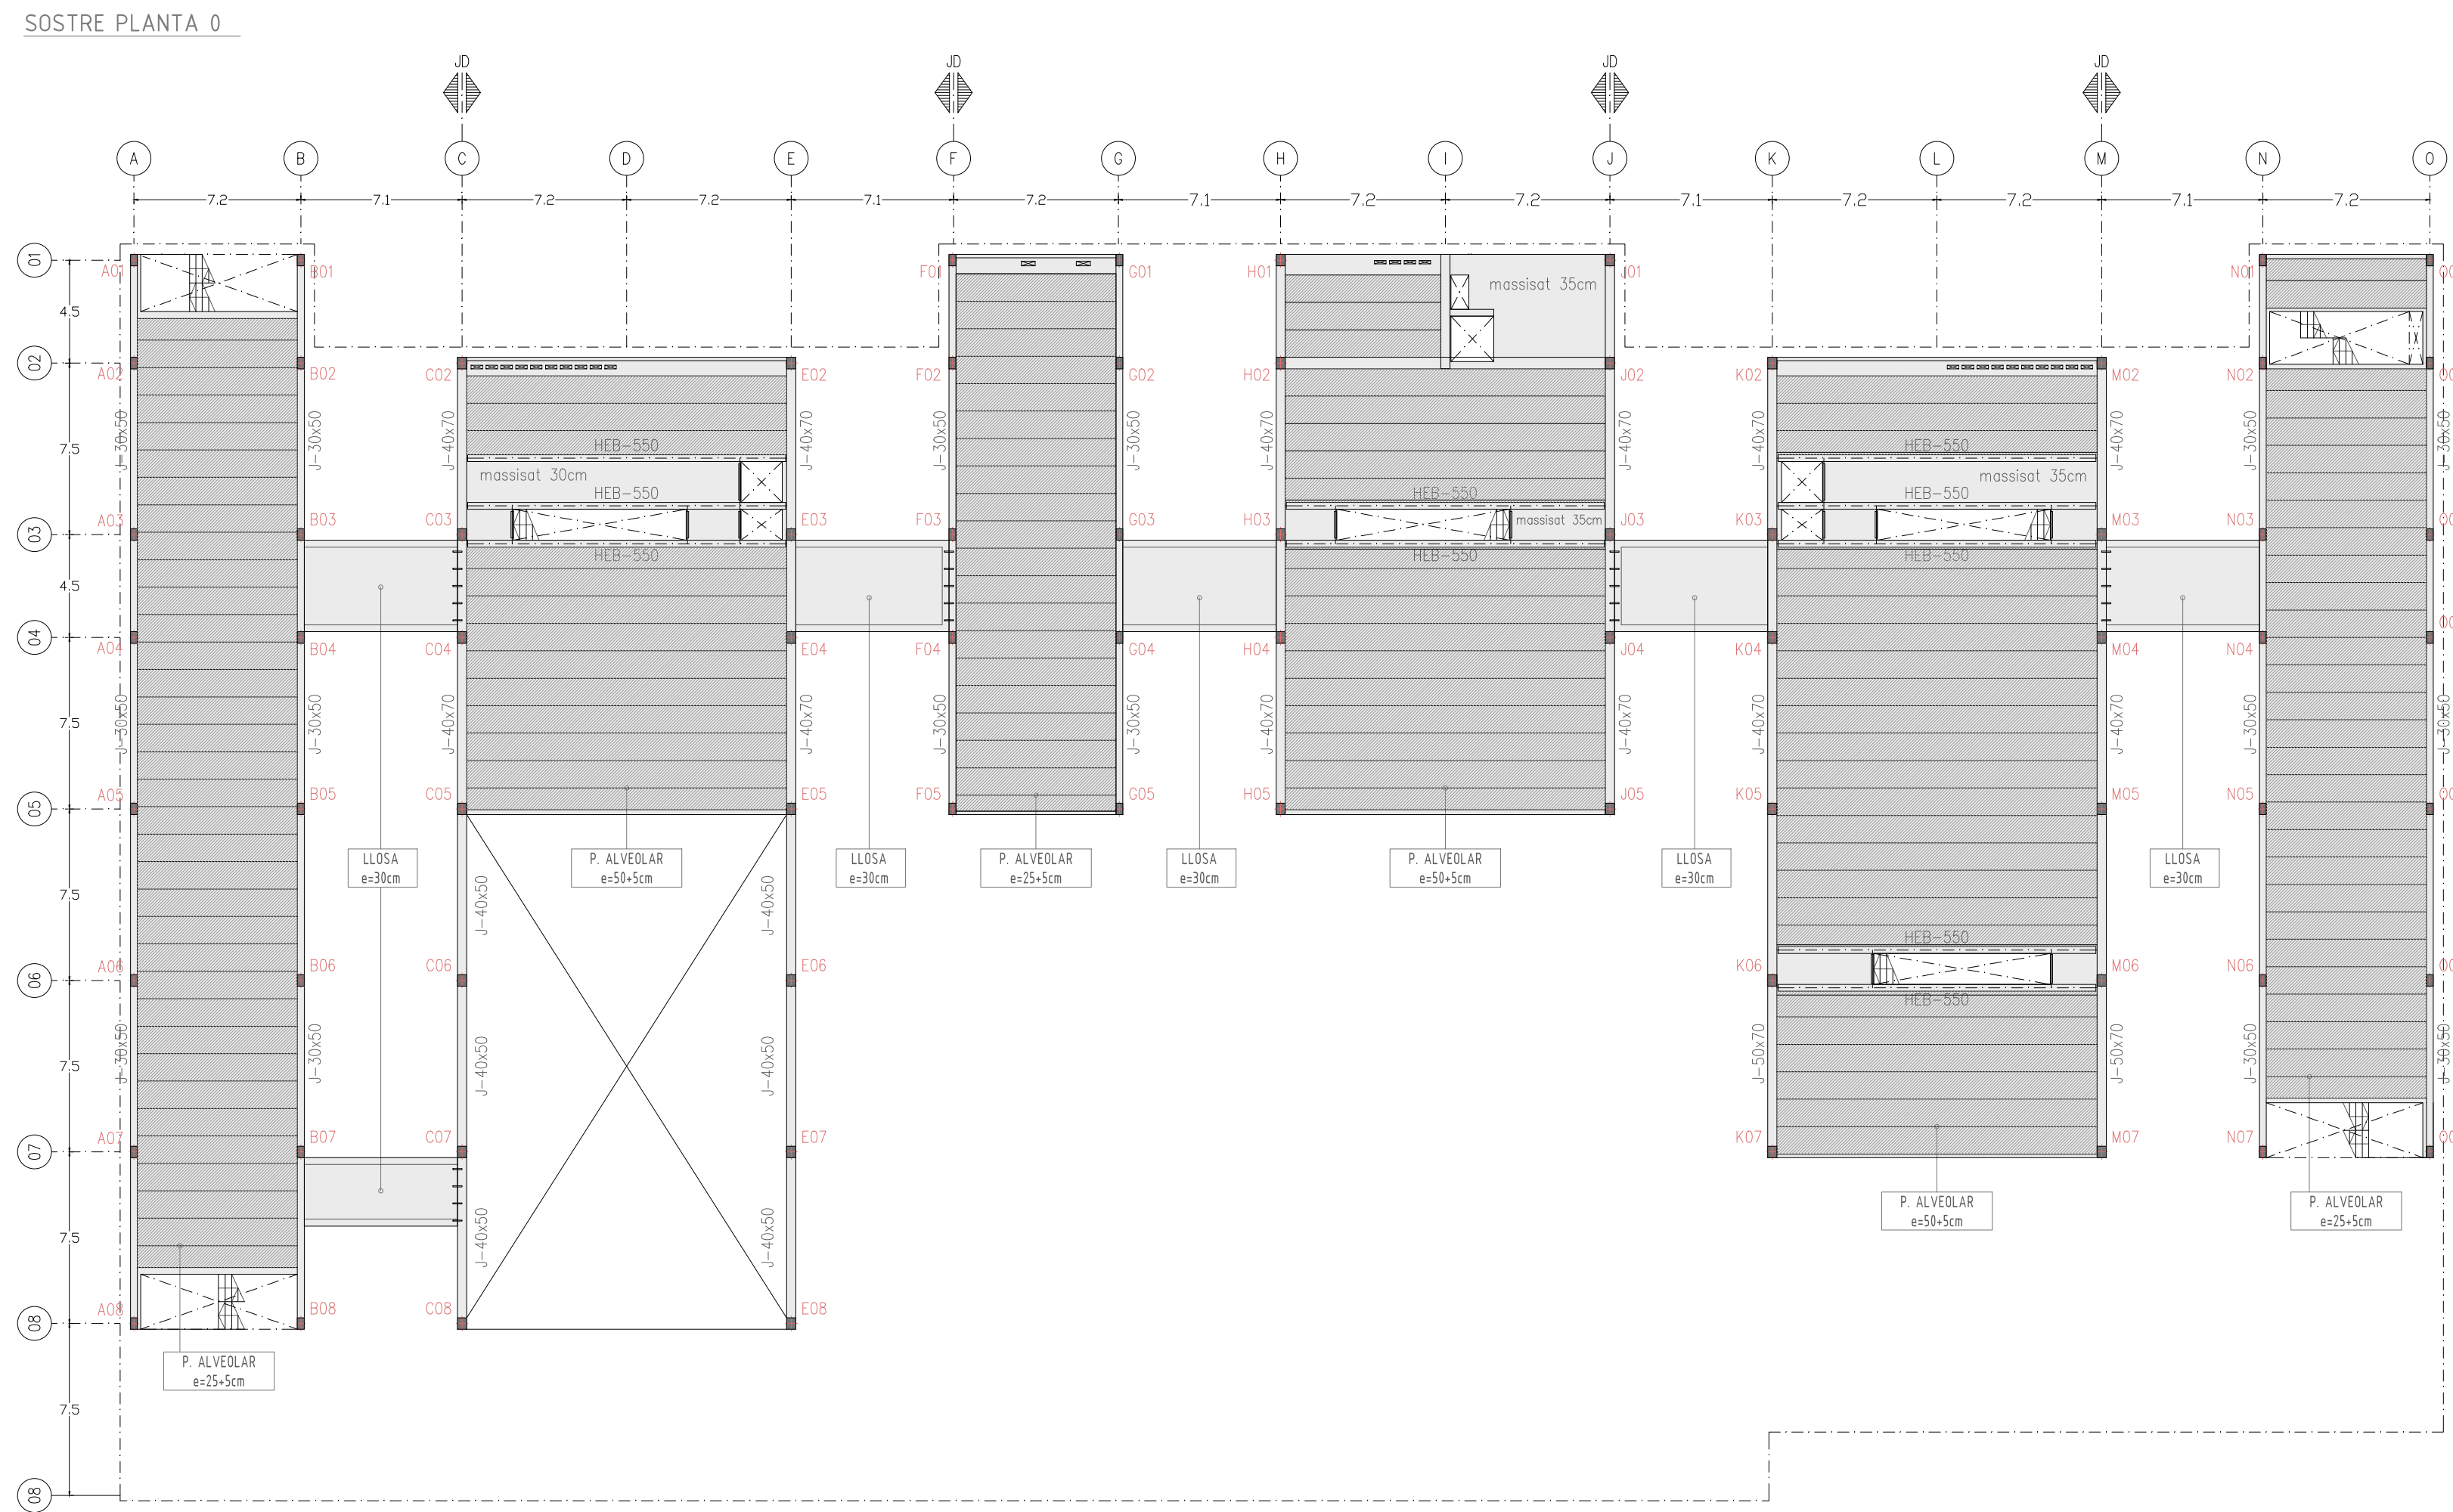 SOSTRE PLANTA 0
JD JD JD JD
A B C D E F G H I J K L M N O
7.2 7.1 7.2 7.2 7.1 7.2 7.1 7.2 7.2 7.1 7.2 7.2 7.1 7.2
01
A01 B01 F01 G01 H01 J01 N01
massisat 35cm
4.5
02
A02 B02 C02 E02 F02 G02 H02 J02 K02 M02 N02
J-30x50 J-30x50 J-40x70 J-40x70 J-30x50 J-30x50 J-40x70 J-40x70 J-40x70 J-40x70 J-30x50 J-30x50
7.5
HEB-550 HEB-550
massisat 30cm massisat 35cm
HEB-550 HEB-550 HEB-550
massisat 35cm
03
A03 B03 C03 E03 F03 G03 H03 J03 K03 M03 N03
HEB-550 HEB-550 HEB-550
4.5
04
A04 B04 C04 E04 F04 G04 H04 J04 K04 M04 N04
7.5
J-30x50 J-30x50 J-40x70 J-40x70 J-30x50 J-30x50 J-40x70 J-40x70 J-40x70 J-40x70 J-30x50 J-30x50
05
A05 B05 C05 E05 F05 G05 H05 J05 K05 M05 N05
LLOSA
e=30cm
P. ALVEOLAR
e=50+5cm
LLOSA
e=30cm
P. ALVEOLAR
e=25+5cm
LLOSA
e=30cm
P. ALVEOLAR
e=50+5cm
LLOSA
e=30cm
LLOSA
e=30cm
7.5
J-40x50 J-40x50
HEB-550
06
A06 B06 C06 E06 K06 M06 N06
HEB-550
7.5
J-30x50 J-30x50 J-40x50 J-40x50 J-50x70 J-50x70 J-30x50 J-30x50
07
A07 B07 C07 E07 K07 M07 N07
P. ALVEOLAR
e=50+5cm
P. ALVEOLAR
e=25+5cm
7.5
J-40x50 J-40x50
08
A08 B08 C08 E08
P. ALVEOLAR
e=25+5cm
7.5
08